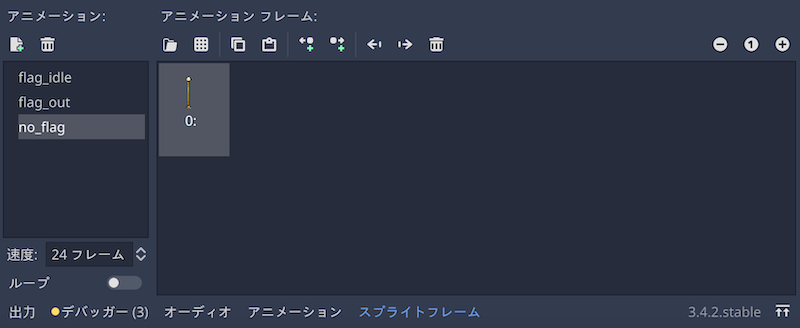 アニメーション: アニメーション フレーム:
flag_idle
flag_out
no_flag
0:
速度: 24 フレーム
ループ
出力 デバッガー (3) オーディオ アニメーション スプライトフレーム 3.4.2.stable